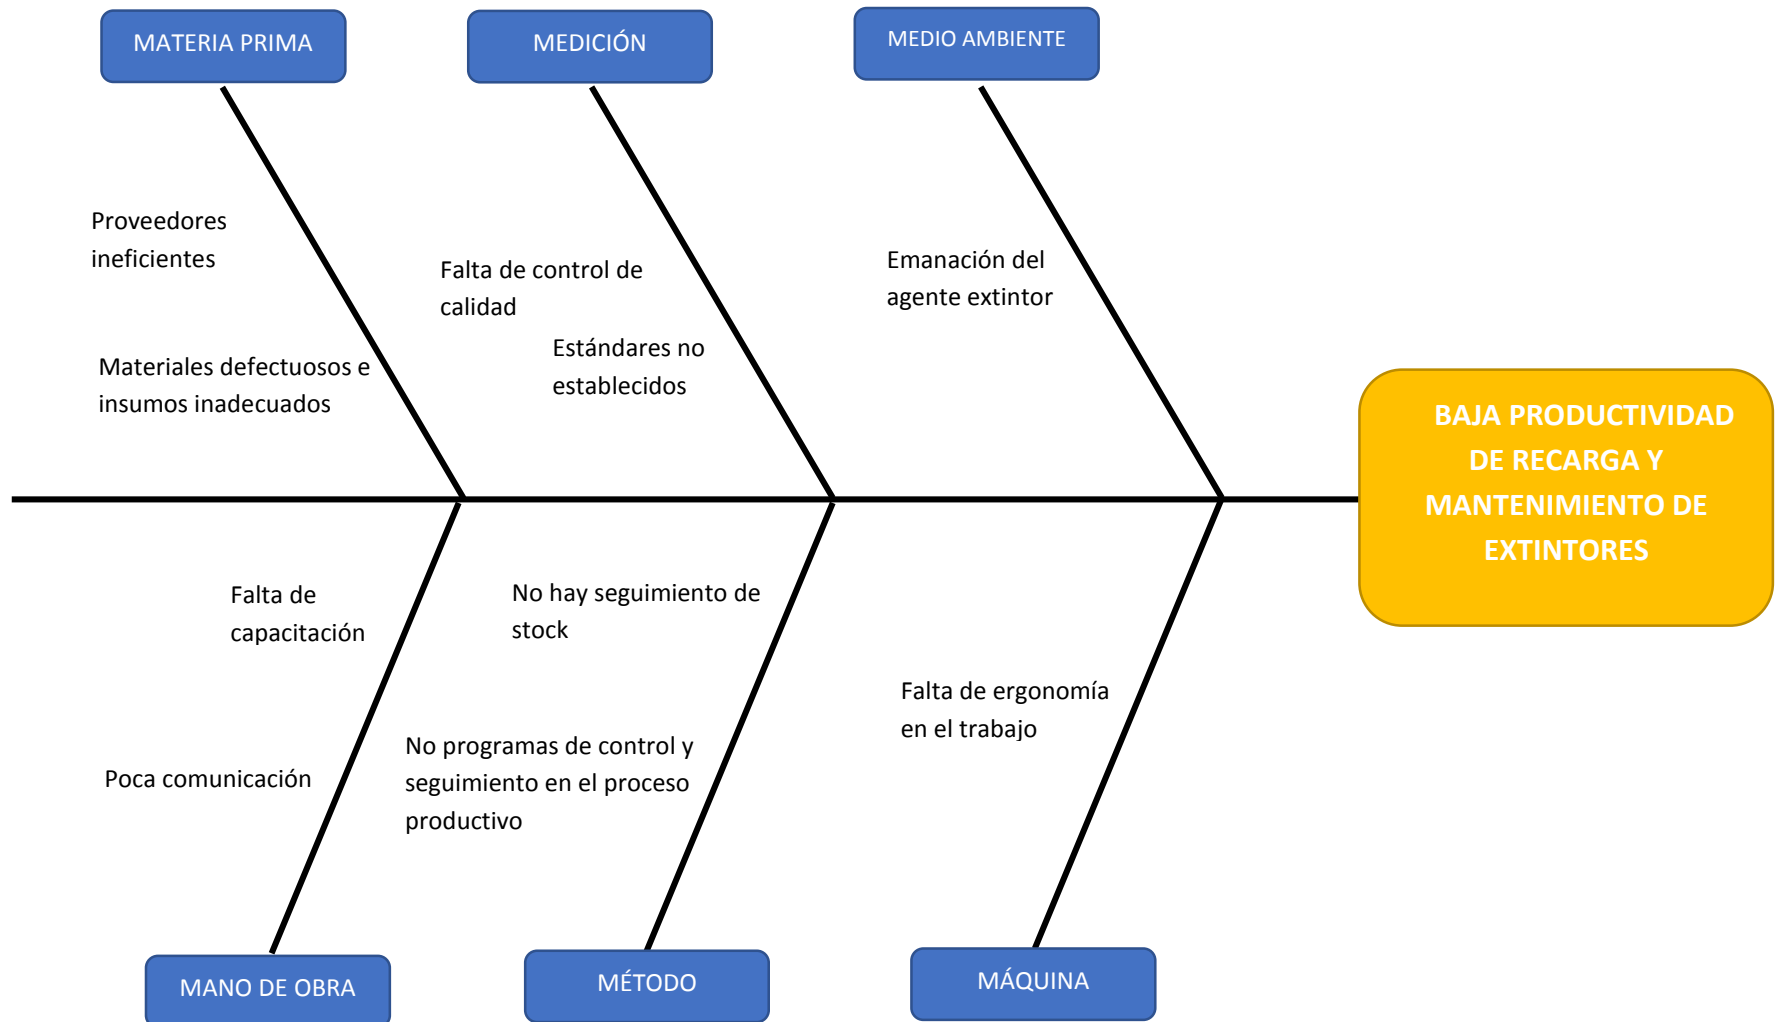 MATERIA PRIMA
MEDICIÓN
MEDIO AMBIENTE
Proveedores
ineficientes
Materiales defectuosos e
insumos inadecuados
Falta de control de
calidad
Estándares no
establecidos
Emanación del
agente extintor
BAJA PRODUCTIVIDAD
DE RECARGA Y
MANTENIMIENTO DE
EXTINTORES
Falta de
capacitación
Poca comunicación
No hay seguimiento de
stock
No programas de control y
seguimiento en el proceso
productivo
Falta de ergonomía
en el trabajo
MANO DE OBRA
MÉTODO
MÁQUINA